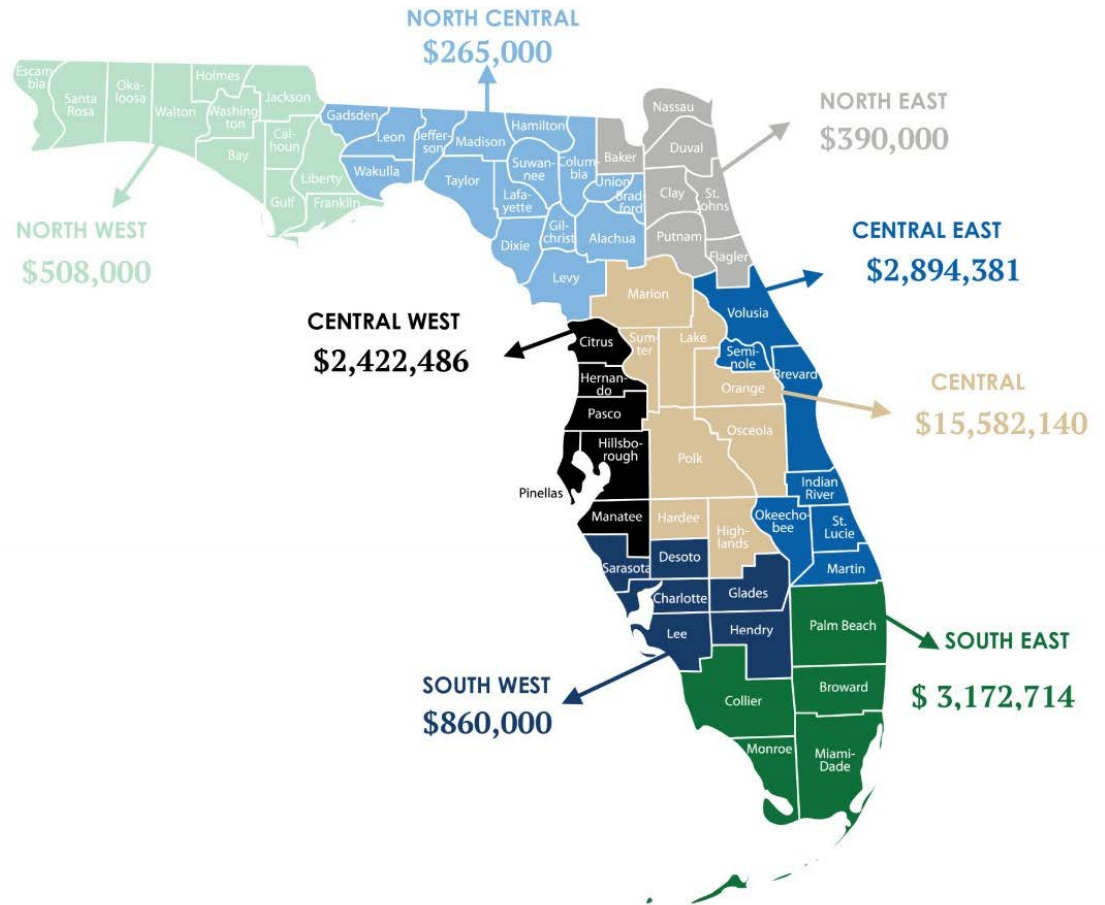 NORTH CENTRAL
$265,000
NORTH EAST
$390,000
NORTH WEST
$508,000
CENTRAL EAST
$2,894,381
CENTRAL WEST
$2,422,486
CENTRAL
$15,582,140
SOUTH WEST
$860,000
SOUTH EAST
$ 3,172,714
Escam-
bia
Santa
Rosa
Oka-
loosa
Walton
Holmes
Washing
ton
Jackson
Bay
Cal-
houn
Liberty
Gulf
Franklin
Gadsden
Leon
Wakulla
Jeffer-
son
Madison
Taylor
Hamilton
Suwan-
nee
Lafa-
yette
Dixie
Colum-
bia
Gil-
christ
Union
Brad-
ford
Alachua
Levy
Baker
Nassau
Duval
Clay
St.
Johns
Putnam
Flagler
Marion
Volusia
Citrus
Sum-
ter
Lake
Semi-
nole
Brevard
Hernan-
do
Orange
Pasco
Osceola
Hillsbo-
rough
Polk
Pinellas
Indian
River
Manatee
Hardee
High-
lands
Okeecho-
bee
St.
Lucie
Sarasota
Desoto
Martin
Charlotte
Glades
Lee
Hendry
Palm Beach
Collier
Broward
Monroe
Miami-
Dade